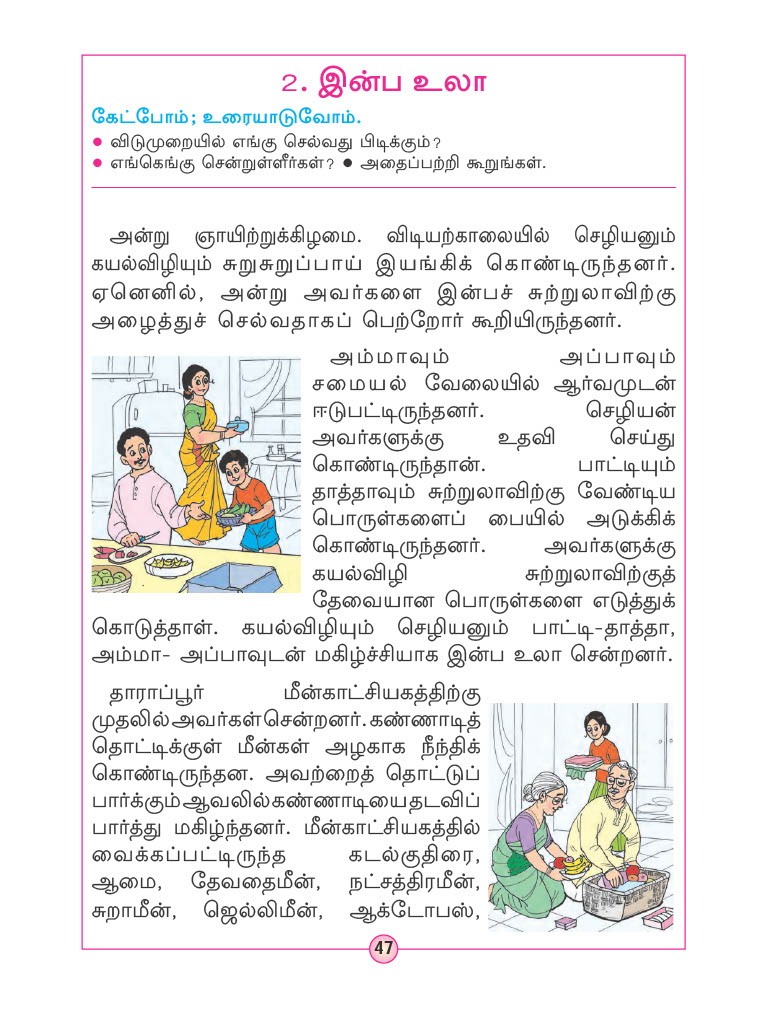 2. இன்ப உலா
கேட்போம்; உரையாடுவோம்.
● விடுமுறையில் எங்கு செல்வது பிடிக்கும்?
● எங்கெங்கு சென்றுள்ளீர்கள்? ● அதைப்பற்றி கூறுங்கள்.
அன்று ஞாயிற்றுக்கிழமை. விடியற்காலையில் செழியனும்
கயல்விழியும் சுறுசுறுப்பாய் இயங்கிக் கொண்டிருந்தனர்.
ஏனெனில், அன்று அவர்களை இன்பச் சுற்றுலாவிற்கு
அழைத்துச் செல்வதாகப் பெற்றோர் கூறியிருந்தனர்.
அம்மாவும் அப்பாவும்
சமையல் வேலையில் ஆர்வமுடன்
ஈடுபட்டிருந்தனர். செழியன்
அவர்களுக்கு உதவி செய்து
கொண்டிருந்தான். பாட்டியும்
தாத்தாவும் சுற்றுலாவிற்கு வேண்டிய
பொருள்களைப் பையில் அடுக்கிக்
கொண்டிருந்தனர். அவர்களுக்கு
கயல்விழி சுற்றுலாவிற்குத்
தேவையான பொருள்களை எடுத்துக்
கொடுத்தாள். கயல்விழியும் செழியனும் பாட்டி-தாத்தா,
அம்மா- அப்பாவுடன் மகிழ்ச்சியாக இன்ப உலா சென்றனர்.
தாராப்பூர் மீன்காட்சியகத்திற்கு
முதலில் அவர்கள் சென்றனர். கண்ணாடித்
தொட்டிக்குள் மீன்கள் அழகாக நீந்திக்
கொண்டிருந்தன. அவற்றைத் தொட்டுப்
பார்க்கும் ஆவலில் கண்ணாடியை தடவிப்
பார்த்து மகிழ்ந்தனர். மீன்காட்சியகத்தில்
வைக்கப்பட்டிருந்த கடல்குதிரை,
ஆமை, தேவதைமீன், நட்சத்திரமீன்,
சுறாமீன், ஜெல்லிமீன், ஆக்டோபஸ்,
47